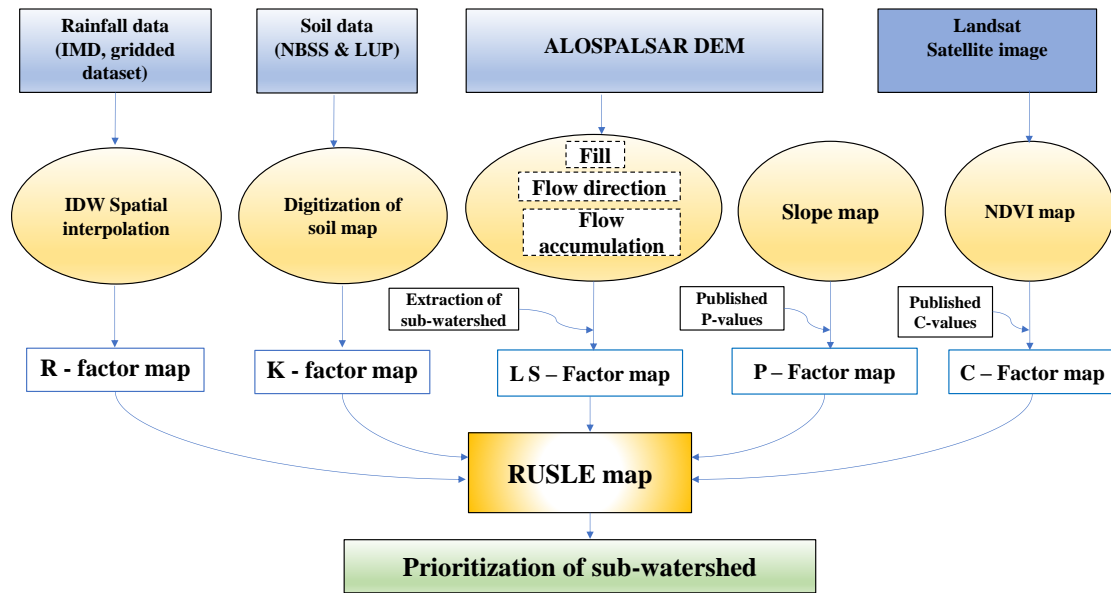 Rainfall data
(IMD, gridded
dataset)
Soil data
(NBSS & LUP)
ALOSPALSAR DEM
Landsat
Satellite image
IDW Spatial
interpolation
Digitization of
soil map
Fill
Flow direction
Flow
accumulation
Slope map
NDVI map
Extraction of
sub-watershed
Published
P-values
Published
C-values
R - factor map
K - factor map
L S – Factor map
P – Factor map
C – Factor map
RUSLE map
Prioritization of sub-watershed